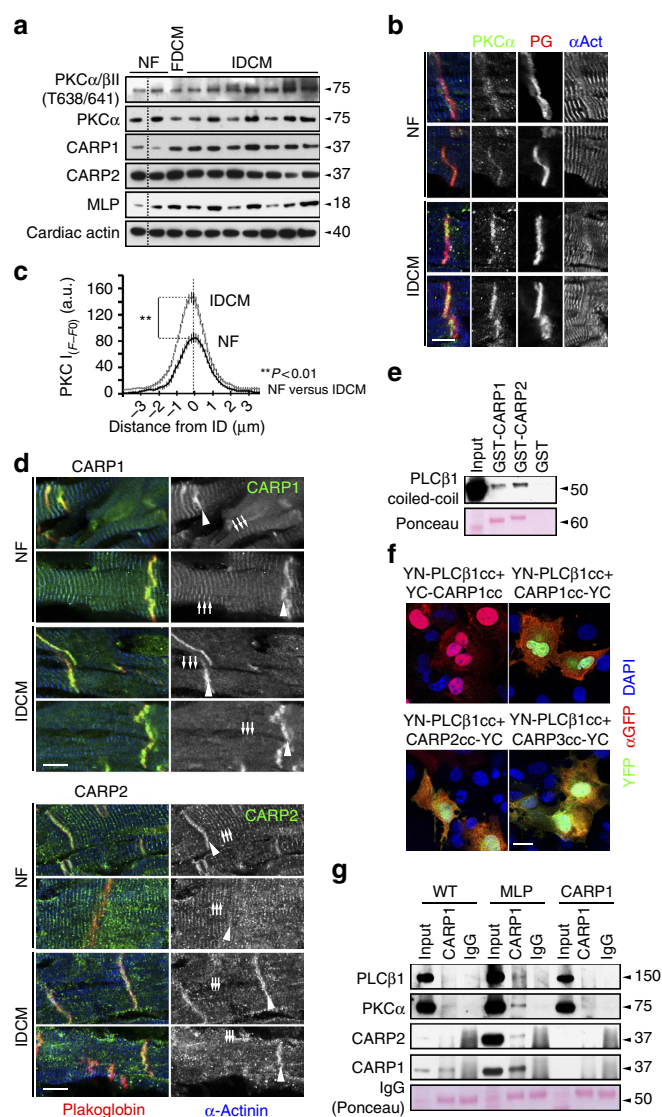 a
NF
FDCM
IDCM
PKCα/βII
(T638/641)
75
PKCα
75
CARP1
37
CARP2
37
MLP
18
Cardiac actin
40
b
PKCα PG αAct
NF
IDCM
c
PKC I(F–F0) (a.u.)
160
120
80
40
0
**
IDCM
NF
**P<0.01
NF versus IDCM
–3 –2 –1 0 1 2 3
Distance from ID (μm)
d
CARP1
CARP1
NF
IDCM
CARP2
CARP2
NF
IDCM
Plakoglobin
α-Actinin
e
Input
GST-CARP1
GST-CARP2
GST
PLCβ1
coiled-coil
50
Ponceau
60
f
YN-PLCβ1cc+
YC-CARP1cc
YN-PLCβ1cc+
CARP1cc-YC
YN-PLCβ1cc+
CARP2cc-YC
YN-PLCβ1cc+
CARP3cc-YC
YFP αGFP DAPI
g
WT MLP CARP1
Input CARP1 IgG Input CARP1 IgG Input CARP1 IgG
PLCβ1
150
PKCα
75
CARP2
37
CARP1
37
IgG
(Ponceau)
50